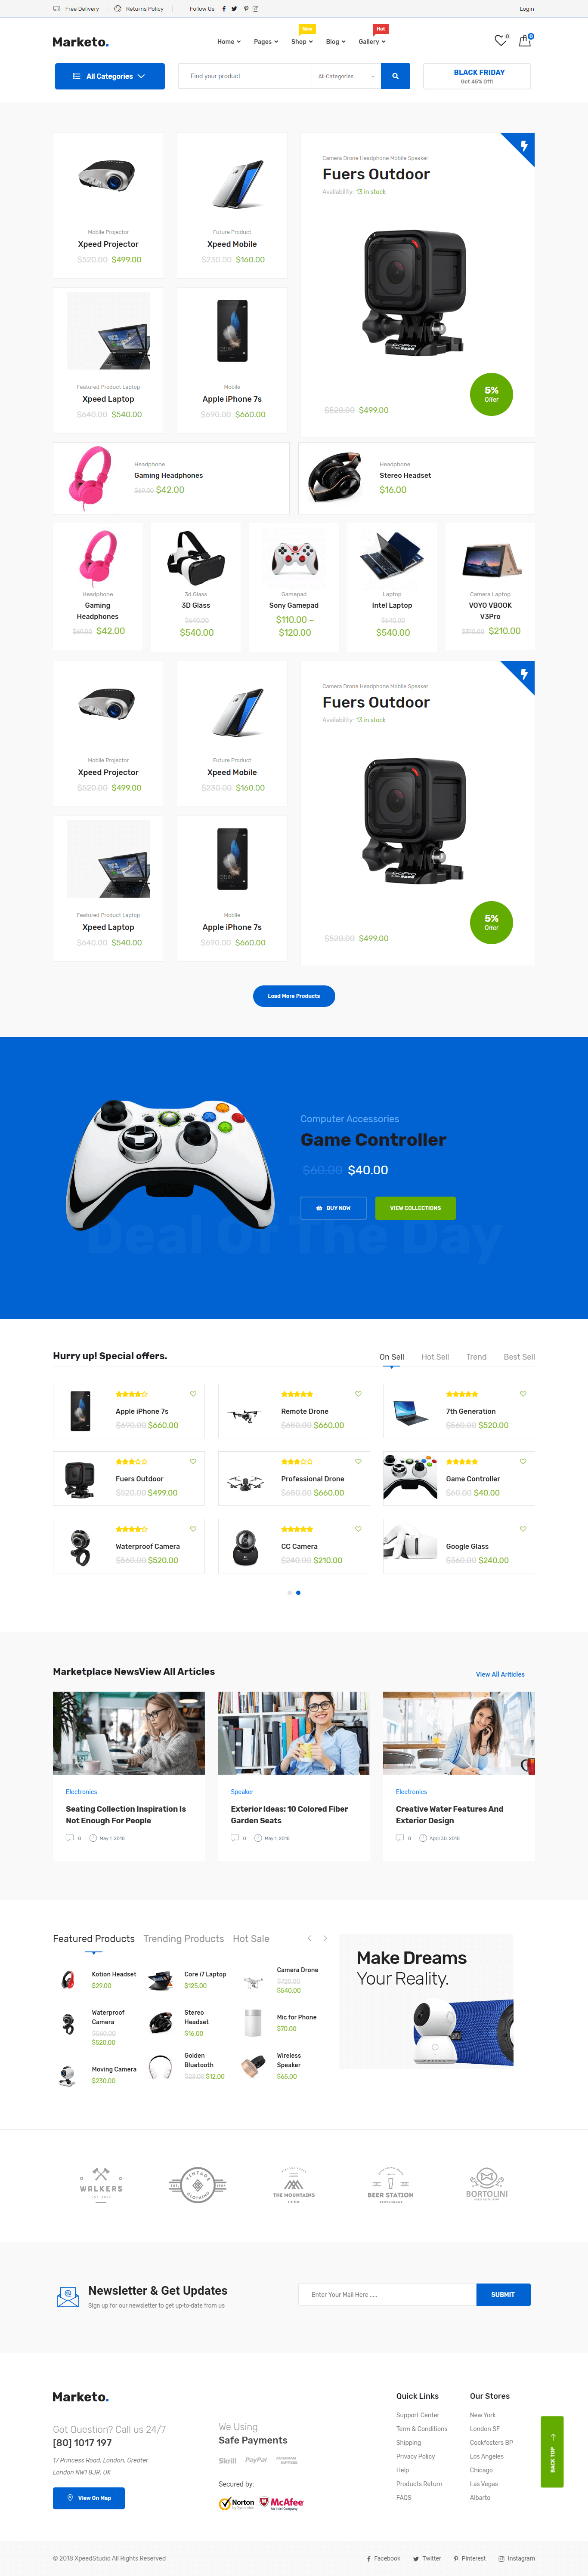 Free Delivery
Returns Policy
Follow Us
Login
Marketo.
Home
Pages
New
Shop
Blog
Hot
Gallery
0
0
All Categories
Find your product
All Categories
BLACK FRIDAY
Get 45% Off!
Mobile Projector
Xpeed Projector
$520.00 $499.00
Future Product
Xpeed Mobile
$230.00 $160.00
Camera Drone Headphone Mobile Speaker
Fuers Outdoor
Availability: 13 in stock
GoPro
$520.00 $499.00
5%
Offer
Featured Product Laptop
Xpeed Laptop
$640.00 $540.00
Mobile
Apple iPhone 7s
$690.00 $660.00
Headphone
Gaming Headphones
$69.00 $42.00
Headphone
Stereo Headset
$16.00
Headphone
Gaming
Headphones
$69.00 $42.00
3d Glass
3D Glass
$640.00
$540.00
Gamepad
Sony Gamepad
$110.00 –
$120.00
Laptop
Intel Laptop
$640.00
$540.00
Camera Laptop
VOYO VBOOK
V3Pro
$310.00 $210.00
Mobile Projector
Xpeed Projector
$520.00 $499.00
Future Product
Xpeed Mobile
$230.00 $160.00
Camera Drone Headphone Mobile Speaker
Fuers Outdoor
Availability: 13 in stock
GoPro
$520.00 $499.00
5%
Offer
Featured Product Laptop
Xpeed Laptop
$640.00 $540.00
Mobile
Apple iPhone 7s
$690.00 $660.00
Load More Products
Computer Accessories
Game Controller
$60.00 $40.00
BUY NOW
VIEW COLLECTIONS
Deal Of The Day
Hurry up! Special offers.
On Sell
Hot Sell
Trend
Best Sell
Apple iPhone 7s
$690.00 $660.00
Remote Drone
$680.00 $660.00
7th Generation
$560.00 $520.00
Fuers Outdoor
$520.00 $499.00
Professional Drone
$680.00 $660.00
Game Controller
$60.00 $40.00
Waterproof Camera
$560.00 $520.00
CC Camera
$240.00 $210.00
Google Glass
$360.00 $240.00
Marketplace NewsView All Articles
View All Ariticles
Electronics
Seating Collection Inspiration Is
Not Enough For People
0 May 1, 2018
Speaker
Exterior Ideas: 10 Colored Fiber
Garden Seats
0 May 1, 2018
Electronics
Creative Water Features And
Exterior Design
0 April 30, 2018
Featured Products
Trending Products
Hot Sale
Kotion Headset
$29.00
Core i7 Laptop
$125.00
Camera Drone
$720.00
$540.00
Waterproof
Camera
$560.00
$520.00
Stereo
Headset
$16.00
Mic for Phone
$70.00
Moving Camera
$230.00
Golden
Bluetooth
$23.00 $12.00
Wireless
Speaker
$65.00
Make Dreams
Your Reality.
WALKERS
VINTAGE
CLOTHING
THE MOUNTAINS
BEER STATION
RESTAURANT
BORTOLINI
Newsletter & Get Updates
Sign up for our newsletter to get up-to-date from us
Enter Your Mail Here .....
SUBMIT
Marketo.
Got Question? Call us 24/7
[80] 1017 197
17 Princess Road, London, Greater
London NW1 8JR, UK
View On Map
We Using
Safe Payments
Skrill
PayPal
Secured by:
Norton
by Symantec
McAfee
An Intel Company
Quick Links
Support Center
Term & Conditions
Shipping
Privacy Policy
Help
Products Return
FAQS
Our Stores
New York
London SF
Cockfosters BP
Los Angeles
Chicago
Las Vegas
Albarto
BACK TOP
© 2018 XpeedStudio All Rights Reserved
Facebook
Twitter
Pinterest
Instagram